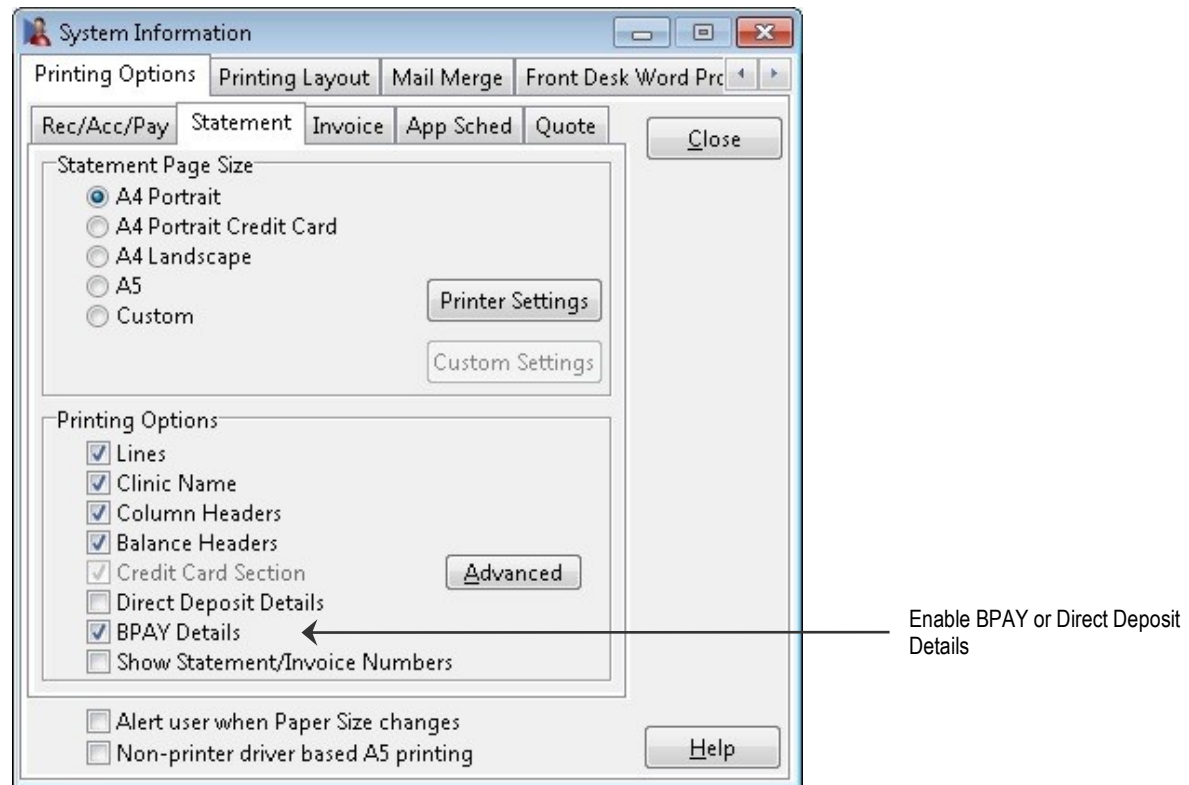 System Information
Printing Options Printing Layout Mail Merge Front Desk Word Prc
Rec/Acc/Pay Statement Invoice App Sched Quote
Close
Statement Page Size
A4 Portrait
A4 Portrait Credit Card
A4 Landscape
A5
Custom
Printer Settings
Custom Settings
Printing Options
Lines
Clinic Name
Column Headers
Balance Headers
Credit Card Section
Advanced
Direct Deposit Details
BPAY Details
Show Statement/Invoice Numbers
Enable BPAY or Direct Deposit
Details
Alert user when Paper Size changes
Non-printer driver based A5 printing
Help